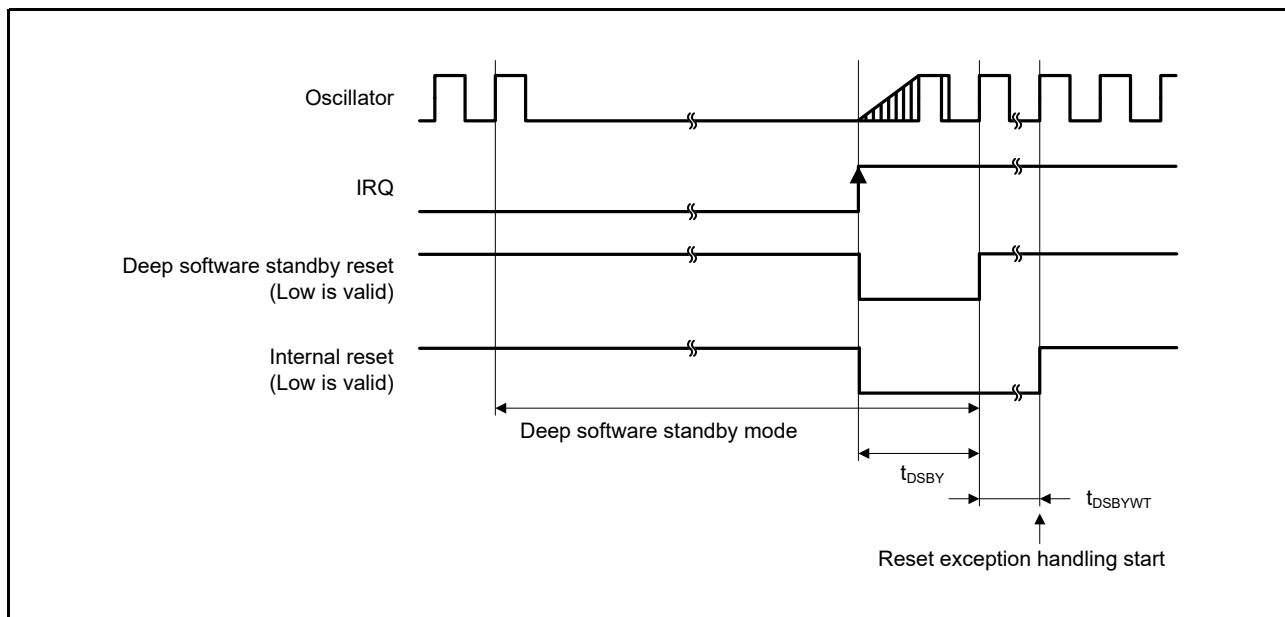 Oscillator
IRQ
Deep software standby reset
(Low is valid)
Internal reset
(Low is valid)
Deep software standby mode
tDSBY
tDSBYWT
Reset exception handling start